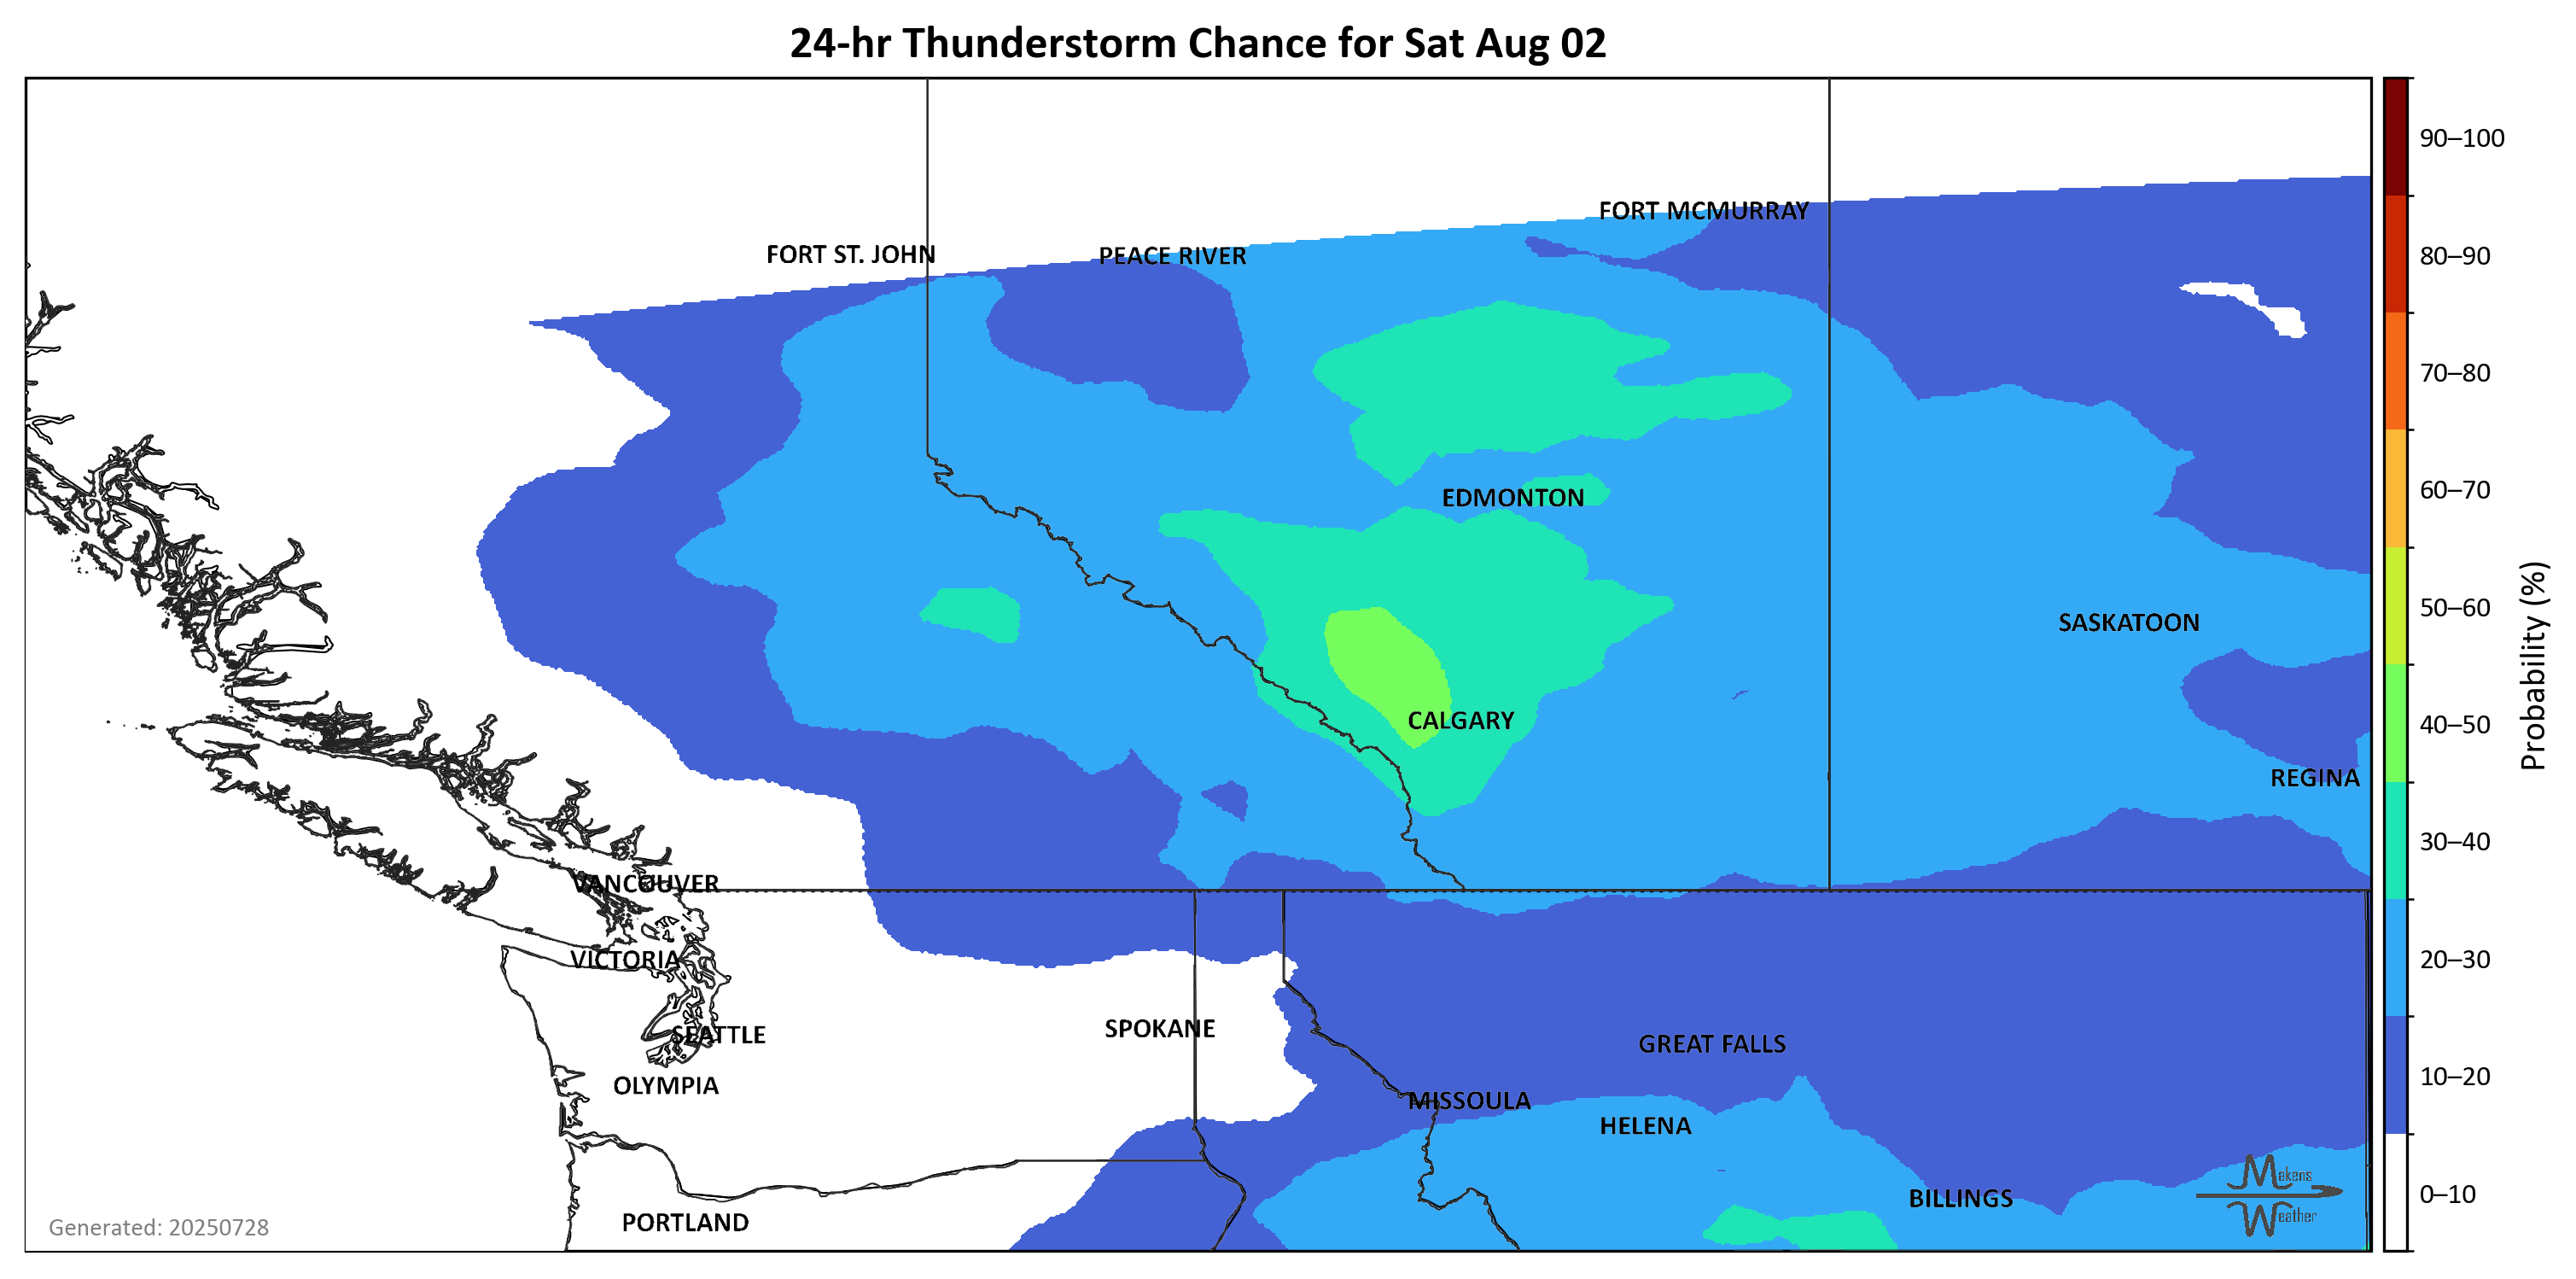 24-hr Thunderstorm Chance for Sat Aug 02
90–100
FORT MCMURRAY
FORT ST. JOHN
PEACE RIVER
80–90
70–80
60–70
EDMONTON
50–60
SASKATOON
Probability (%)
CALGARY
40–50
REGINA
30–40
VANCOUVER
VICTORIA
20–30
SPOKANE
SEATTLE
GREAT FALLS
OLYMPIA
10–20
MISSOULA
HELENA
Makens
Weather
BILLINGS
0–10
PORTLAND
Generated: 20250728